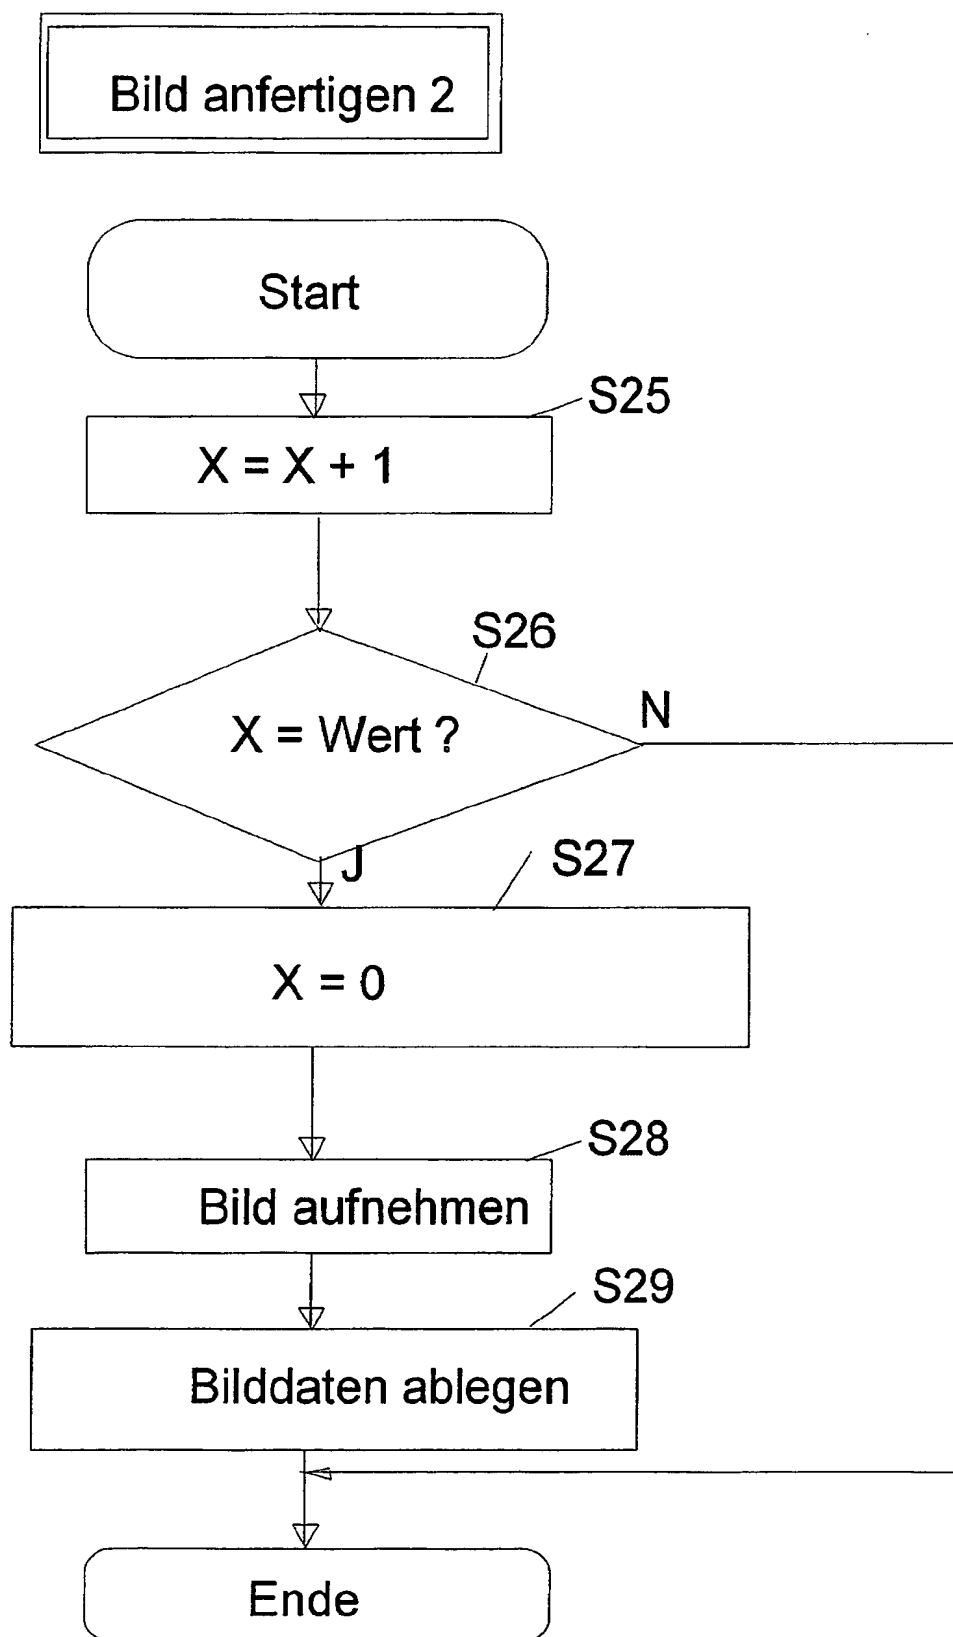 Bild anfertigen 2
Start
S25
X = X + 1
S26
X = Wert ?
N
J
S27
X = 0
S28
Bild aufnehmen
S29
Bilddaten ablegen
Ende